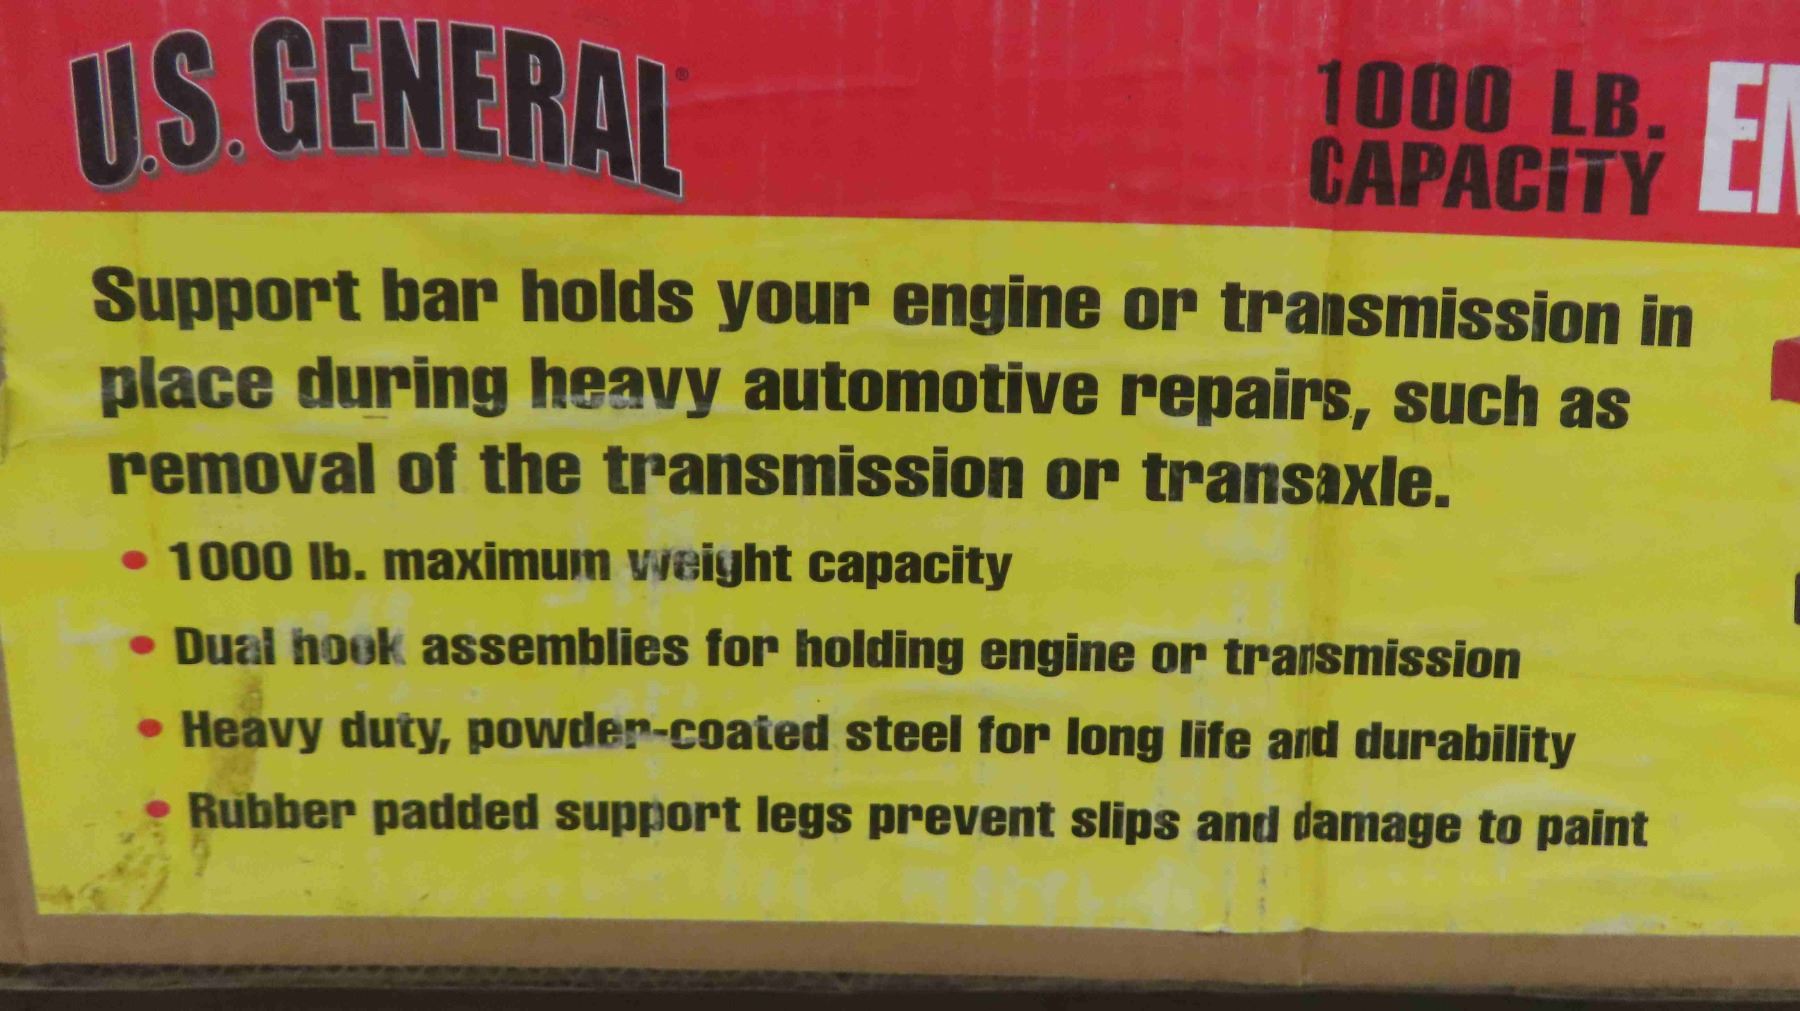 U.S. GENERAL®
1000 LB.
CAPACITY
EN
Support bar holds your engine or transmission in
place during heavy automotive repairs, such as
removal of the transmission or transaxle.
• 1000 lb. maximum weight capacity
• Dual hook assemblies for holding engine or transmission
• Heavy duty, powder-coated steel for long life and durability
• Rubber padded support legs prevent slips and damage to paint